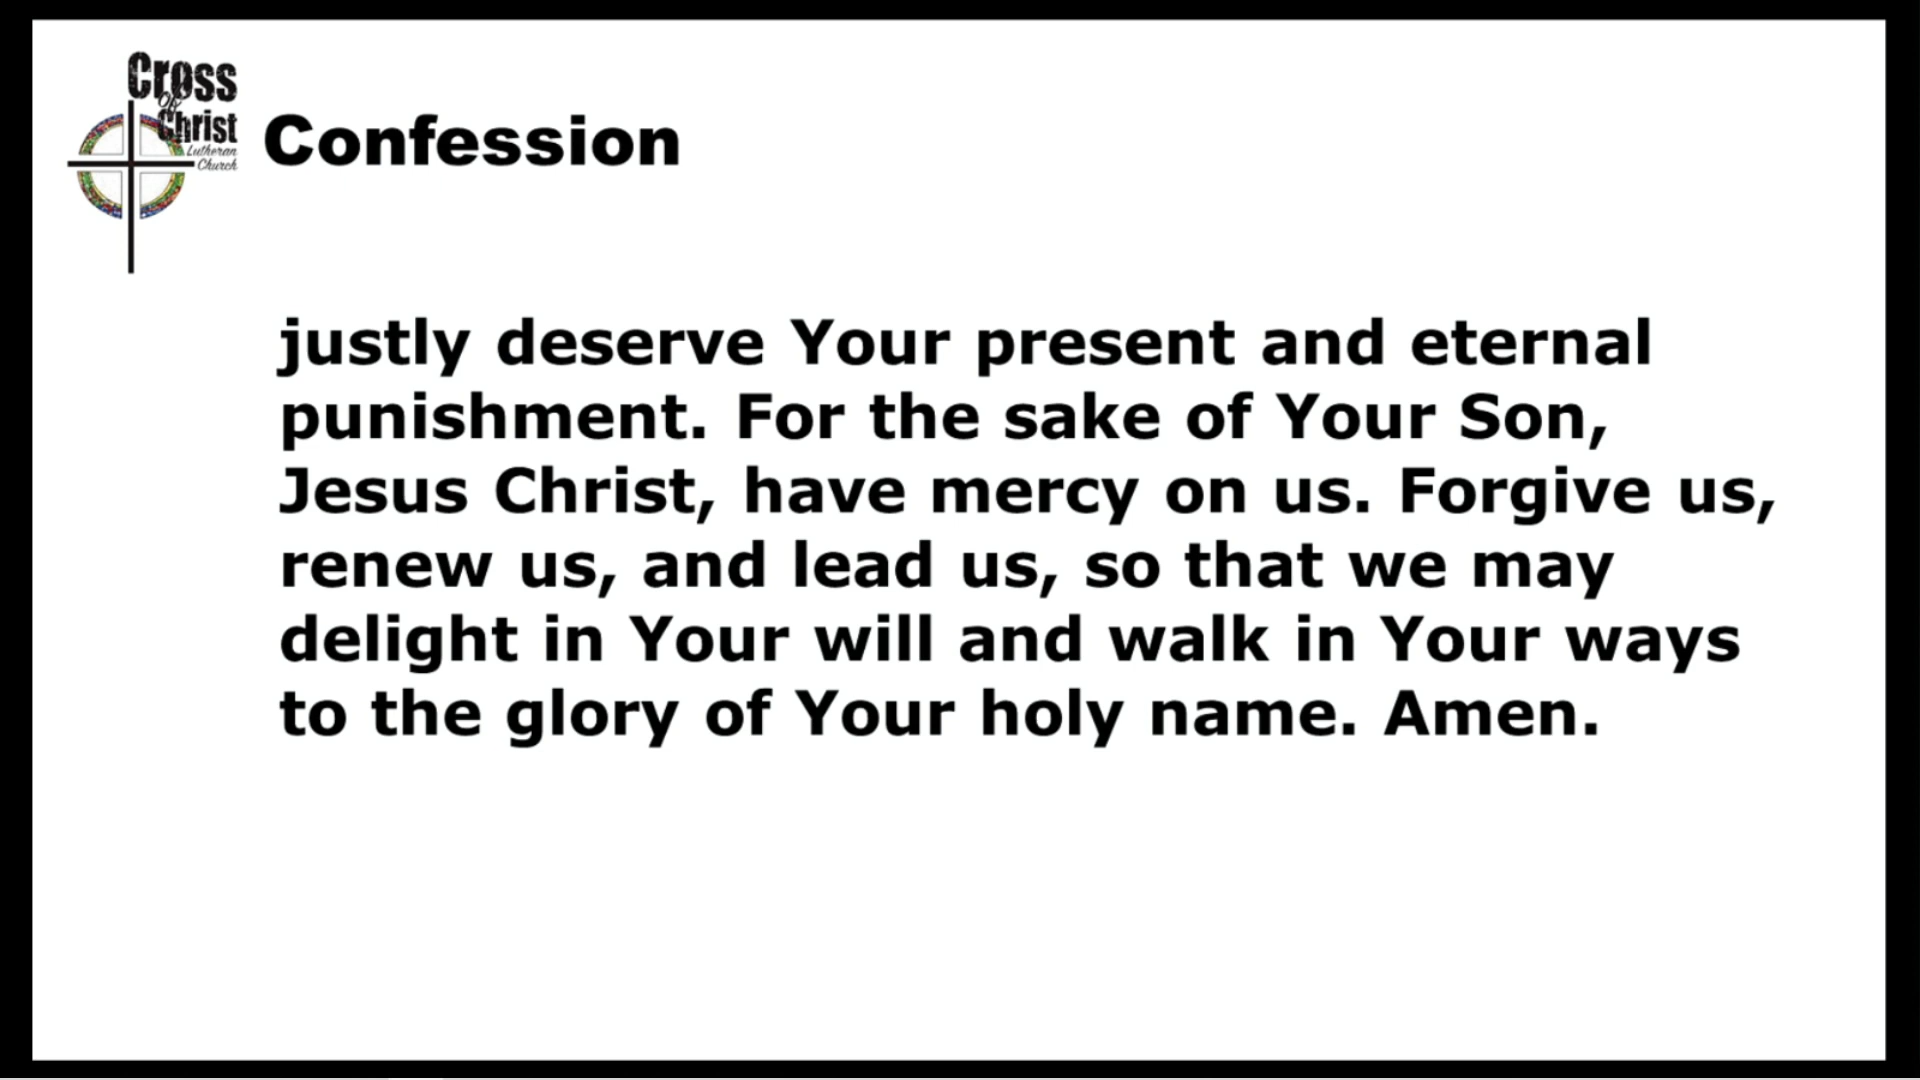 Cross
Of
Christ
Lutheran
Church
Confession
justly deserve Your present and eternal
punishment. For the sake of Your Son,
Jesus Christ, have mercy on us. Forgive us,
renew us, and lead us, so that we may
delight in Your will and walk in Your ways
to the glory of Your holy name. Amen.